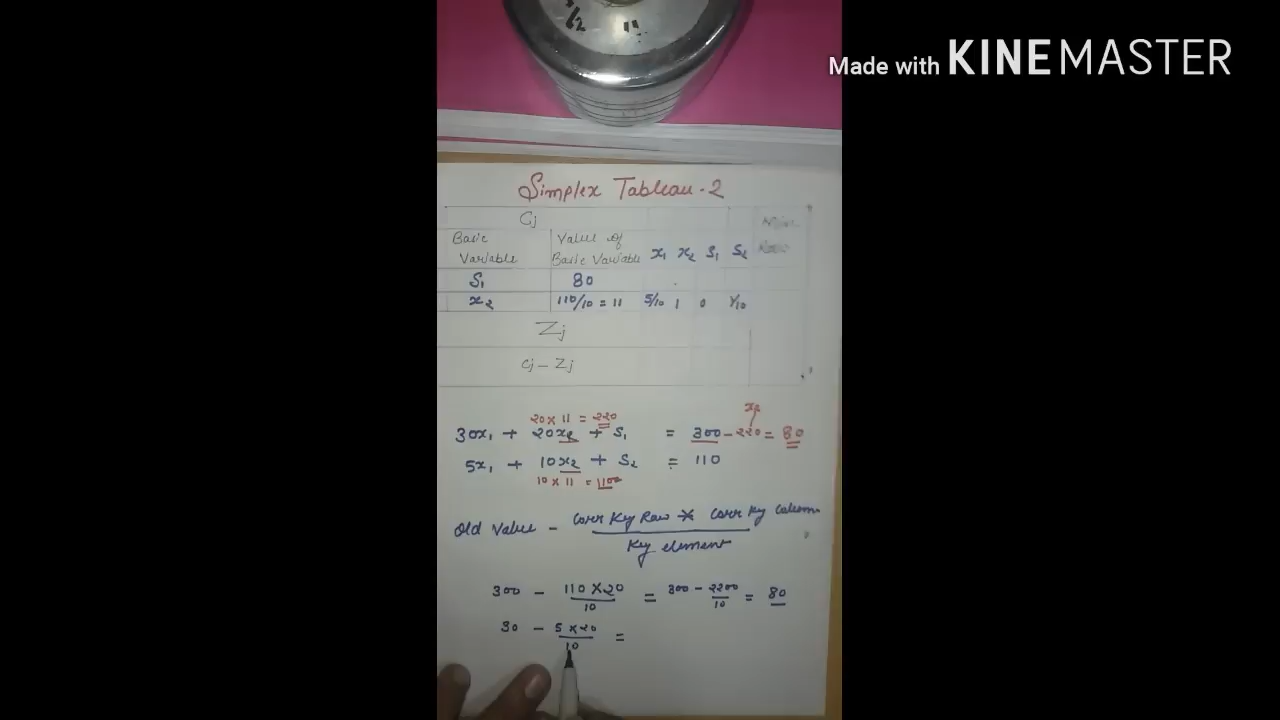 Made with KINEMASTER
Simplex Tableau-2
Cj
Basic Variable
Value of Basic Variable
x₁ x₂ S₁ S₂
S₁ 80
x₂ 110/10 = 11 5/10 1 0 1/10
Zj
Cj - Zj
20 × 11 = 220
x₂
30x₁ + 20x₂ + S₁ = 300 - 220 = 80
5x₁ + 10x₂ + S₂ = 110
10 × 11 = 110
Old Value - Corr Key Row × Corr Key Column
Key element
300 - 110 × 20 / 10 = 300 - 2200 / 10 = 80
30 - 5 × 20 / 10 =